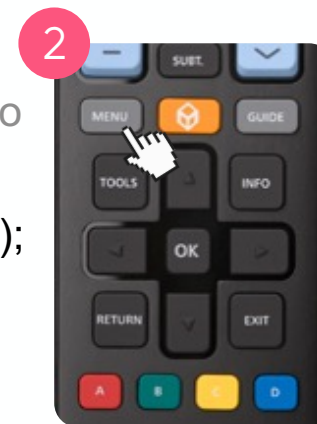 2
SUBT.
o
MENU GUIDE
TOOLS INFO
);
OK
RETURN EXIT
A B C D